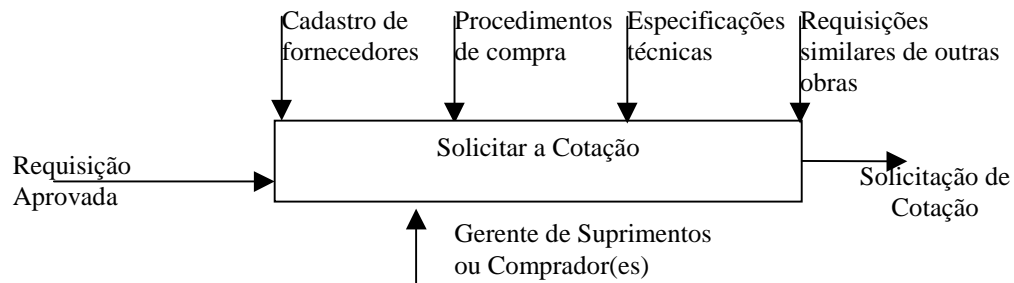 Cadastro de
fornecedores
Procedimentos
de compra
Especificações
técnicas
Requisições
similares de outras
obras
Solicitar a Cotação
Requisição
Aprovada
Solicitação de
Cotação
Gerente de Suprimentos
ou Comprador(es)